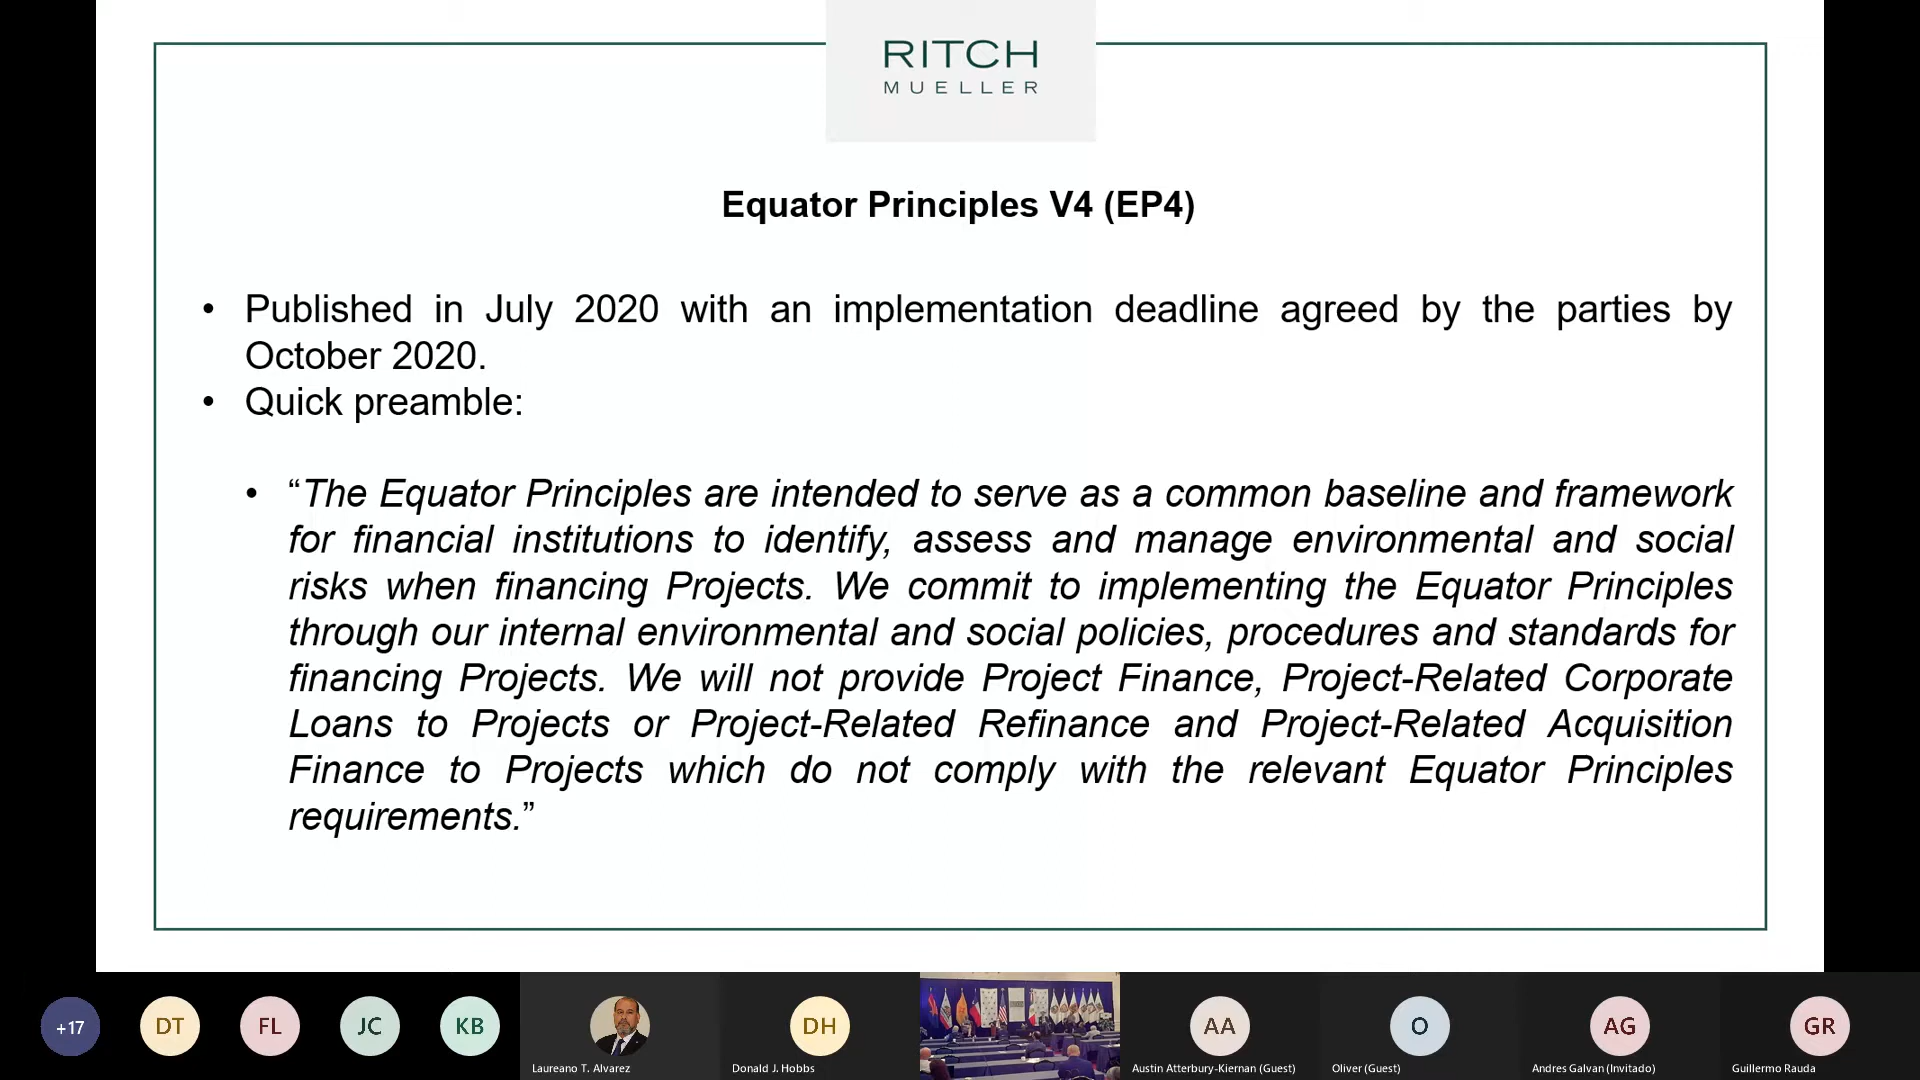 RITCH
MUELLER
Equator Principles V4 (EP4)
• Published in July 2020 with an implementation deadline agreed by the parties by
October 2020.
• Quick preamble:
• “The Equator Principles are intended to serve as a common baseline and framework
for financial institutions to identify, assess and manage environmental and social
risks when financing Projects. We commit to implementing the Equator Principles
through our internal environmental and social policies, procedures and standards for
financing Projects. We will not provide Project Finance, Project-Related Corporate
Loans to Projects or Project-Related Refinance and Project-Related Acquisition
Finance to Projects which do not comply with the relevant Equator Principles
requirements.”
+17
DT
FL
JC
KB
Laureano T. Alvarez
DH
Donald J. Hobbs
AA
Austin Atterbury-Kiernan (Guest)
O
Oliver (Guest)
AG
Andres Galvan (Invitado)
GR
Guillermo Rauda